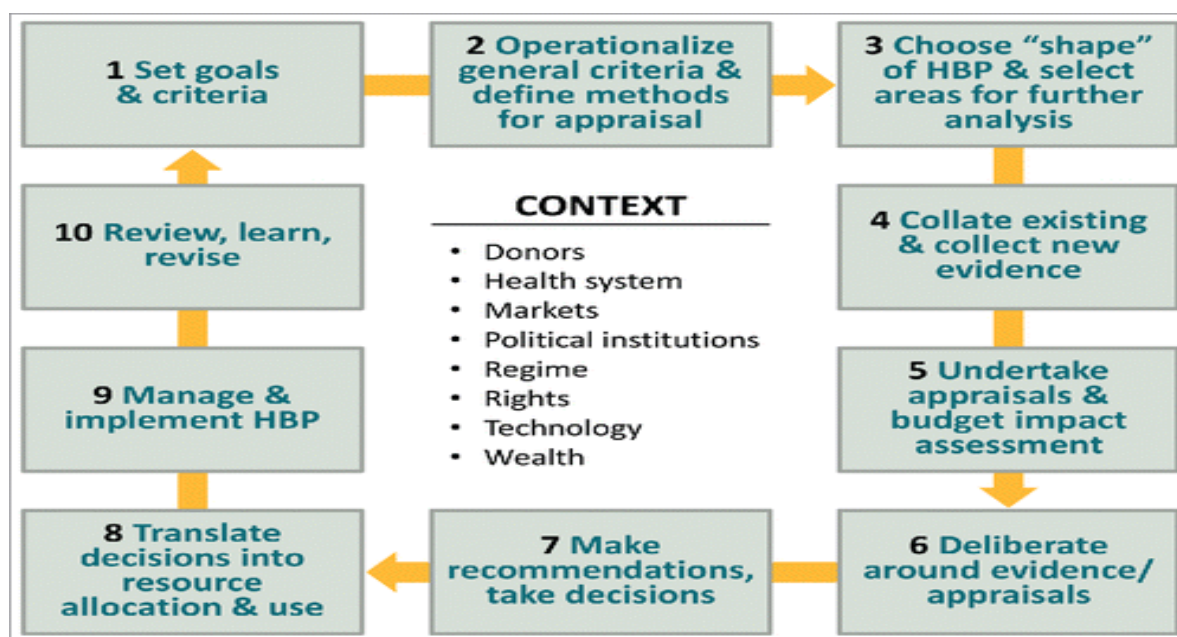 1 Set goals
& criteria
2 Operationalize
general criteria &
define methods
for appraisal
3 Choose “shape”
of HBP & select
areas for further
analysis
4 Collate existing
& collect new
evidence
5 Undertake
appraisals &
budget impact
assessment
6 Deliberate
around evidence/
appraisals
7 Make
recommendations,
take decisions
8 Translate
decisions into
resource
allocation & use
9 Manage &
implement HBP
10 Review, learn,
revise
CONTEXT
• Donors
• Health system
• Markets
• Political institutions
• Regime
• Rights
• Technology
• Wealth